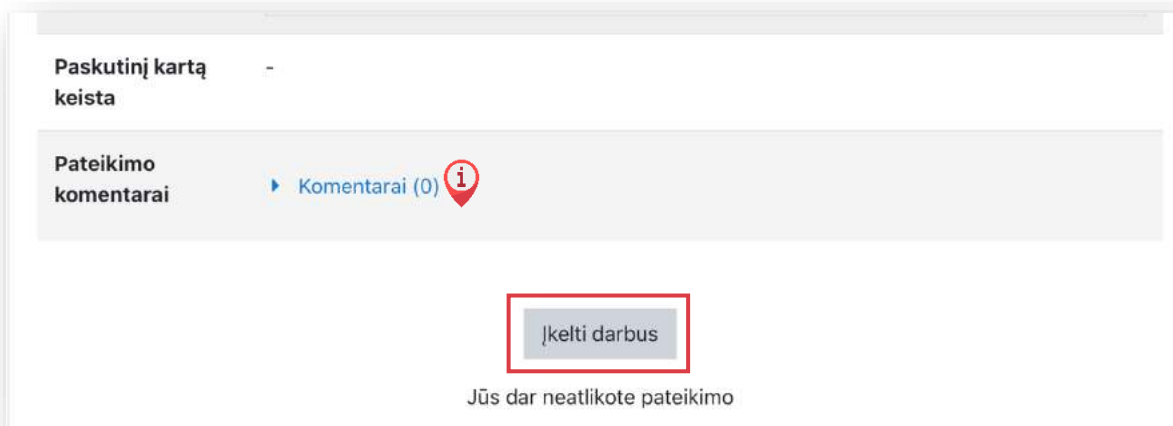 Paskutinį kartą
keista
-
Pateikimo
komentarai
Komentarai (0)
i
Įkelti darbus
Jūs dar neatlikote pateikimo